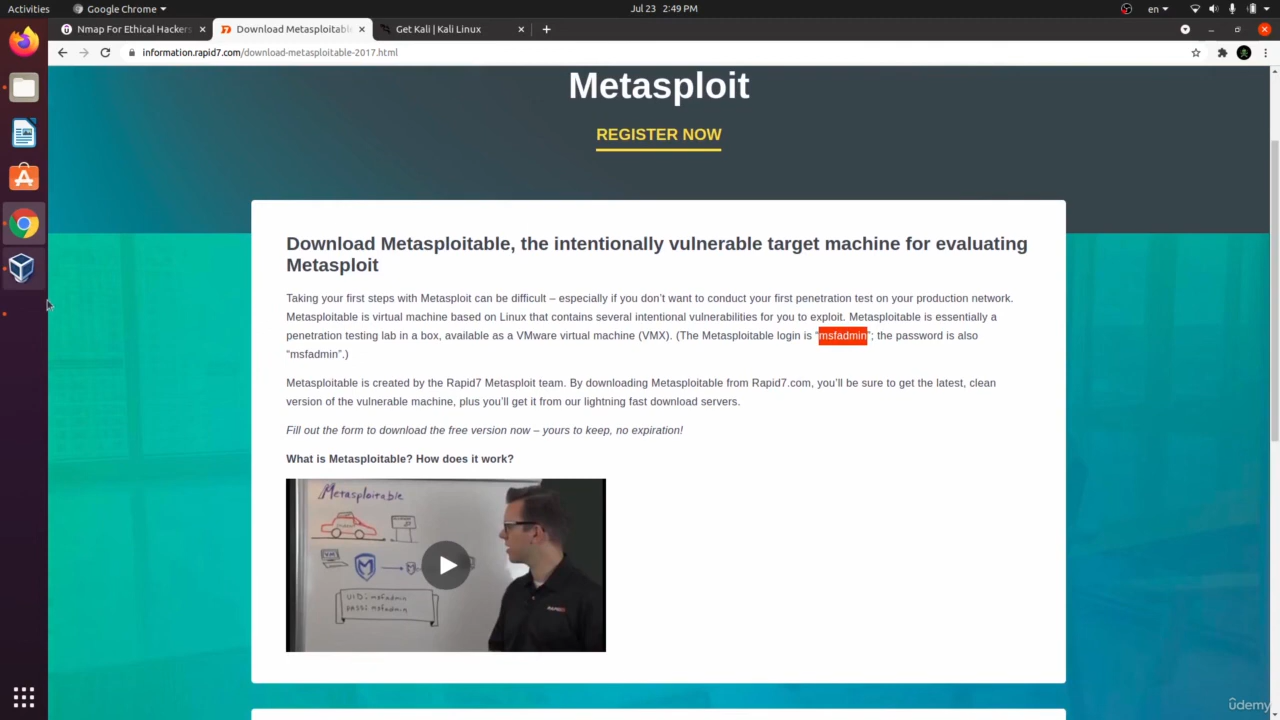 Activities
Google Chrome
Jul 23 2:49 PM
en
Nmap For Ethical Hackers
Download Metasploitable
Get Kali | Kali Linux
information.rapid7.com/download-metasploitable-2017.html
Metasploit
REGISTER NOW
Download Metasploitable, the intentionally vulnerable target machine for evaluating
Metasploit
Taking your first steps with Metasploit can be difficult – especially if you don’t want to conduct your first penetration test on your production network.
Metasploitable is virtual machine based on Linux that contains several intentional vulnerabilities for you to exploit. Metasploitable is essentially a
penetration testing lab in a box, available as a VMware virtual machine (VMX). (The Metasploitable login is “msfadmin”; the password is also
“msfadmin”.)
Metasploitable is created by the Rapid7 Metasploit team. By downloading Metasploitable from Rapid7.com, you’ll be sure to get the latest, clean
version of the vulnerable machine, plus you’ll get it from our lightning fast download servers.
Fill out the form to download the free version now – yours to keep, no expiration!
What is Metasploitable? How does it work?
Metasploitable
UID: msfadmin
PASS: msfadmin
udemy